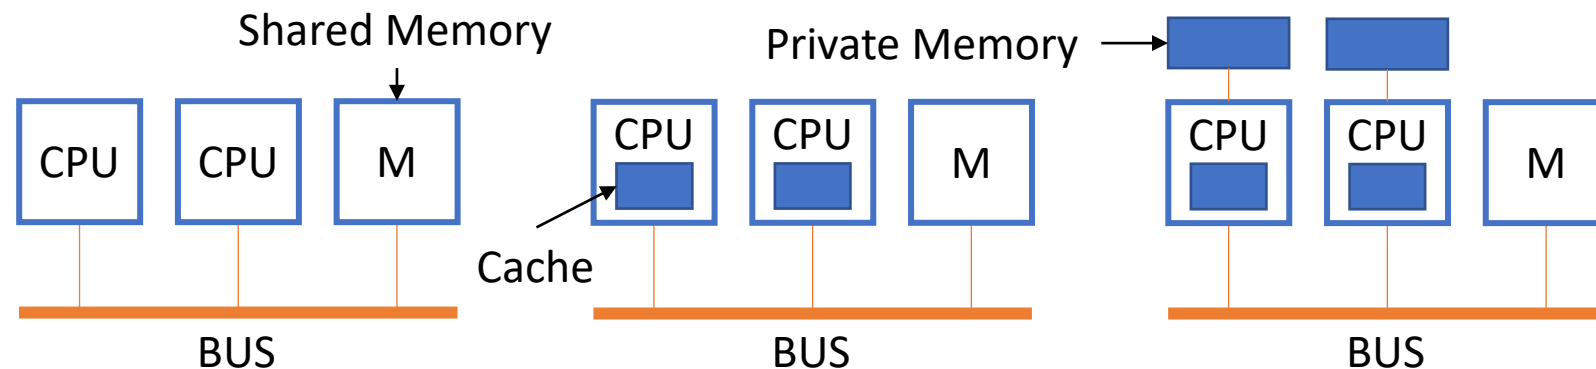 Shared Memory
CPU
CPU
M
BUS
CPU
CPU
M
Cache
BUS
Private Memory
CPU
CPU
M
BUS